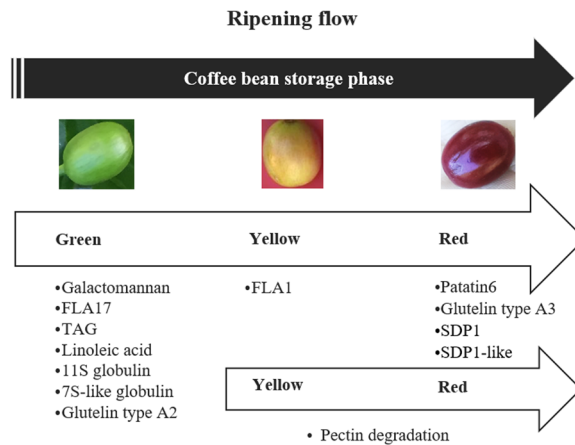 Ripening flow
Coffee bean storage phase
Green Yellow Red
•Galactomannan
•FLA17
•TAG
•Linoleic acid
•11S globulin
•7S-like globulin
•Glutelin type A2
•FLA1
•Patatin6
•Glutelin type A3
•SDP1
•SDP1-like
Yellow Red
• Pectin degradation